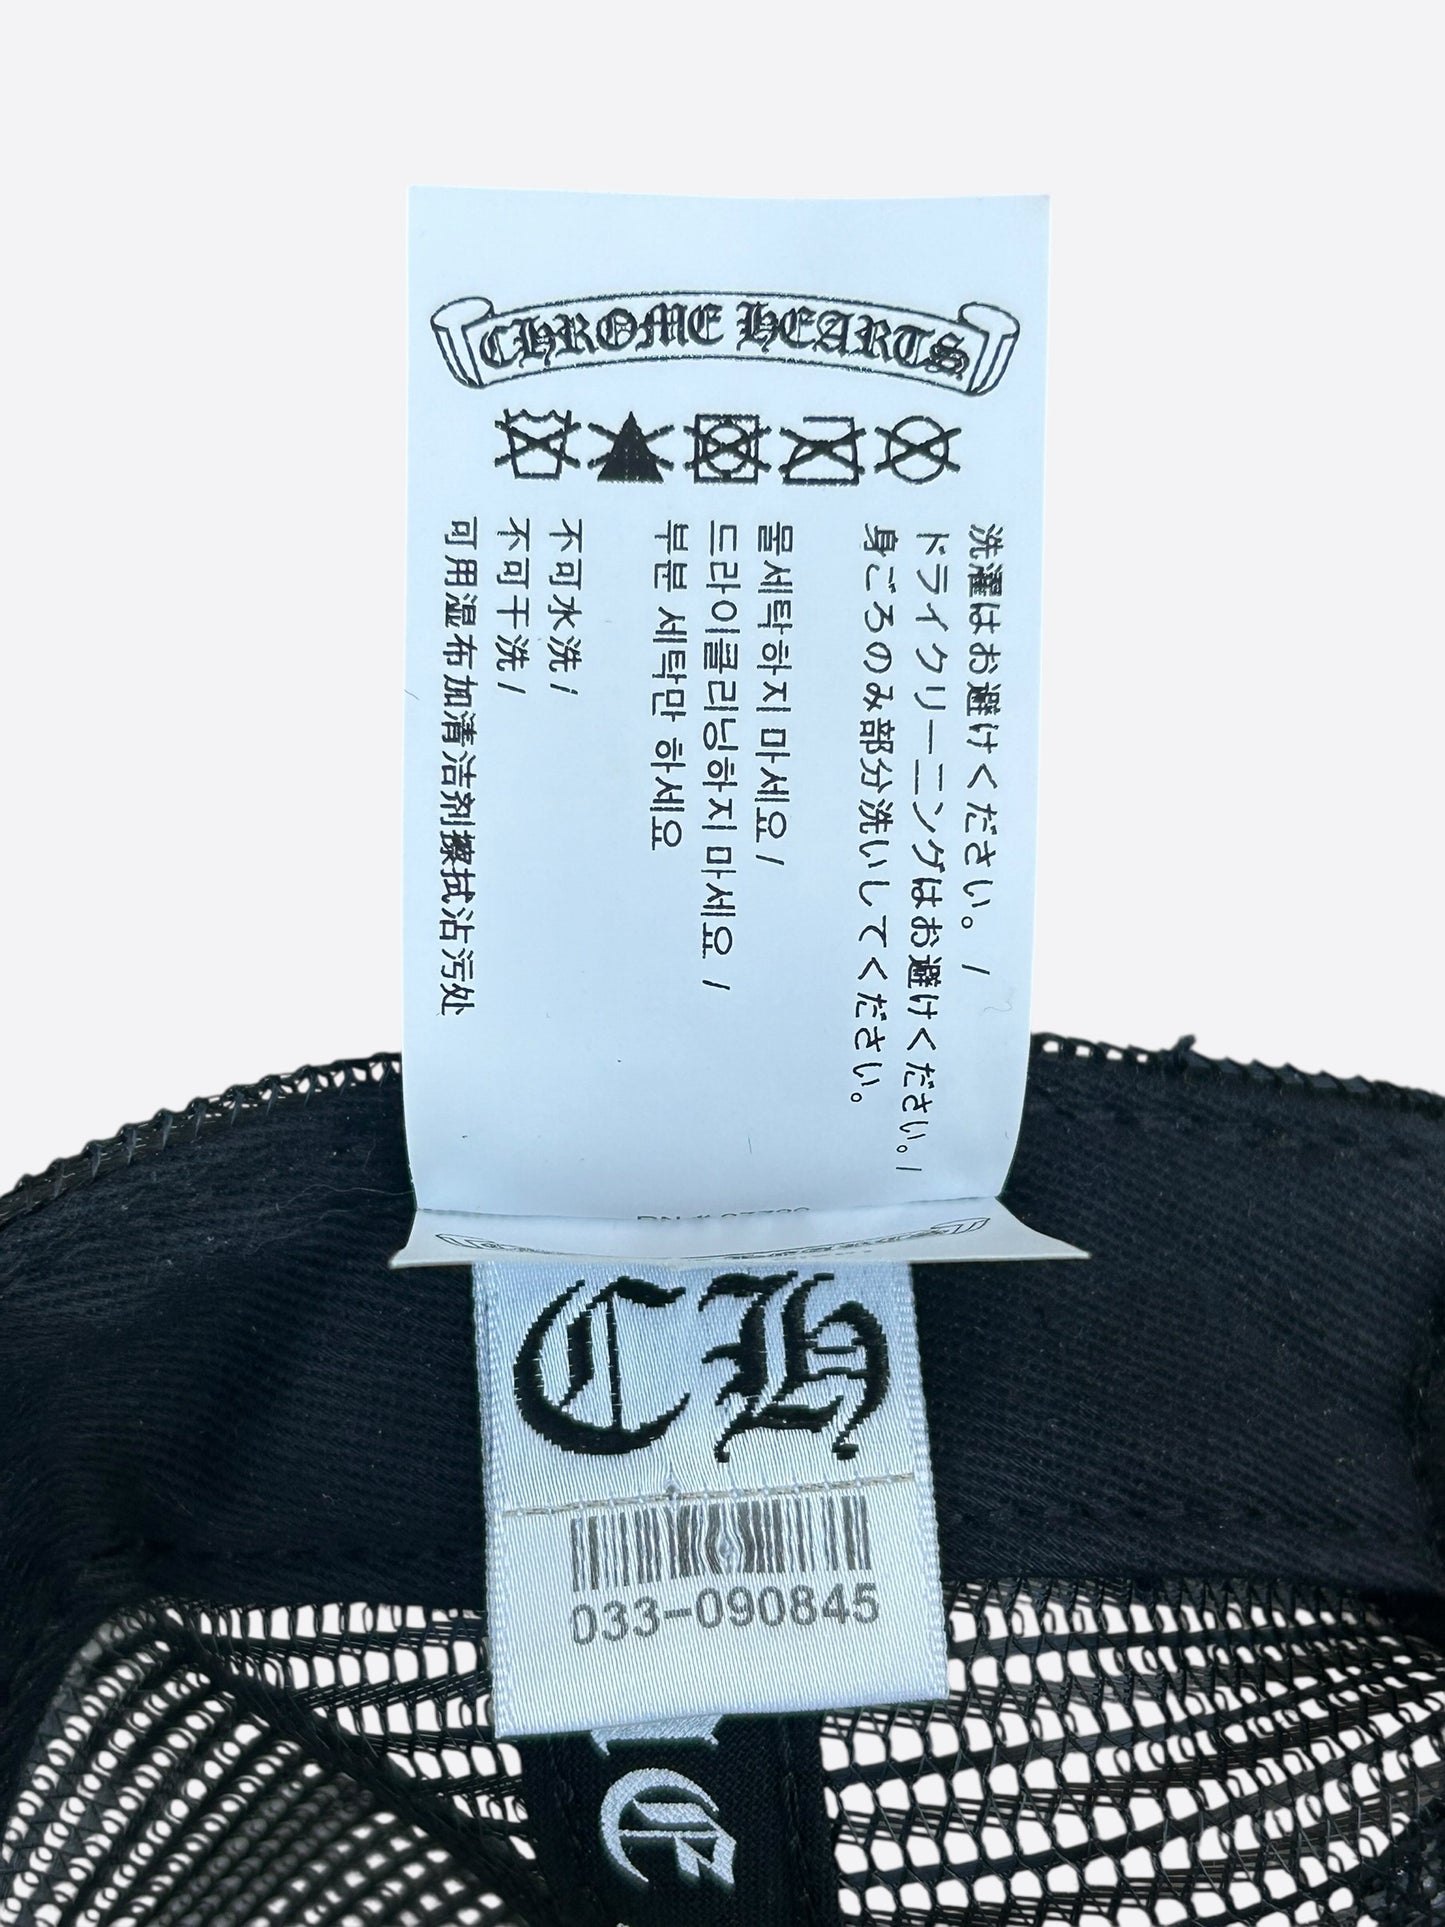 CHROME HEARTS
洗濯はお避けください。 /
ドライクリーニングはお避けください。/
身ごろのみ部分洗いしてください。
물세탁하지 마세요 /
드라이클리닝하지 마세요 /
부분 세탁만 하세요
不可水洗 /
不可干洗 /
可用温布加清洁剂擦拭沾污处
CH
033-090845